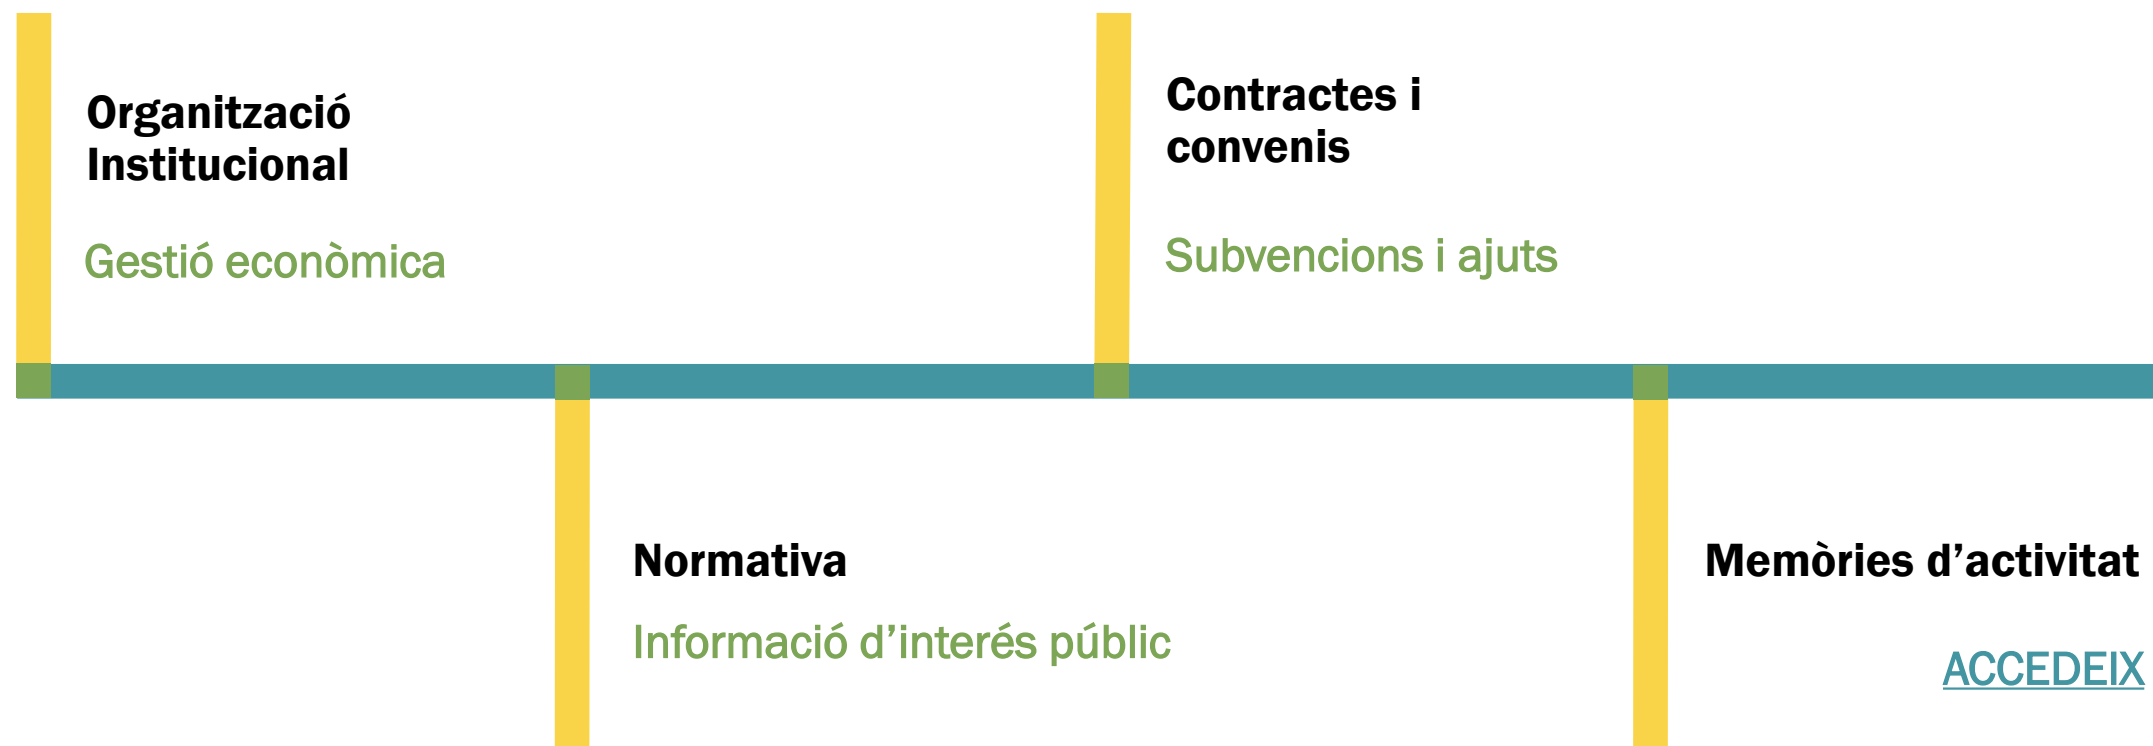 Organització
Institucional
Gestió econòmica
Contractes i
convenis
Subvencions i ajuts
Normativa
Informació d’interés públic
Memòries d’activitat
ACCEDEIX